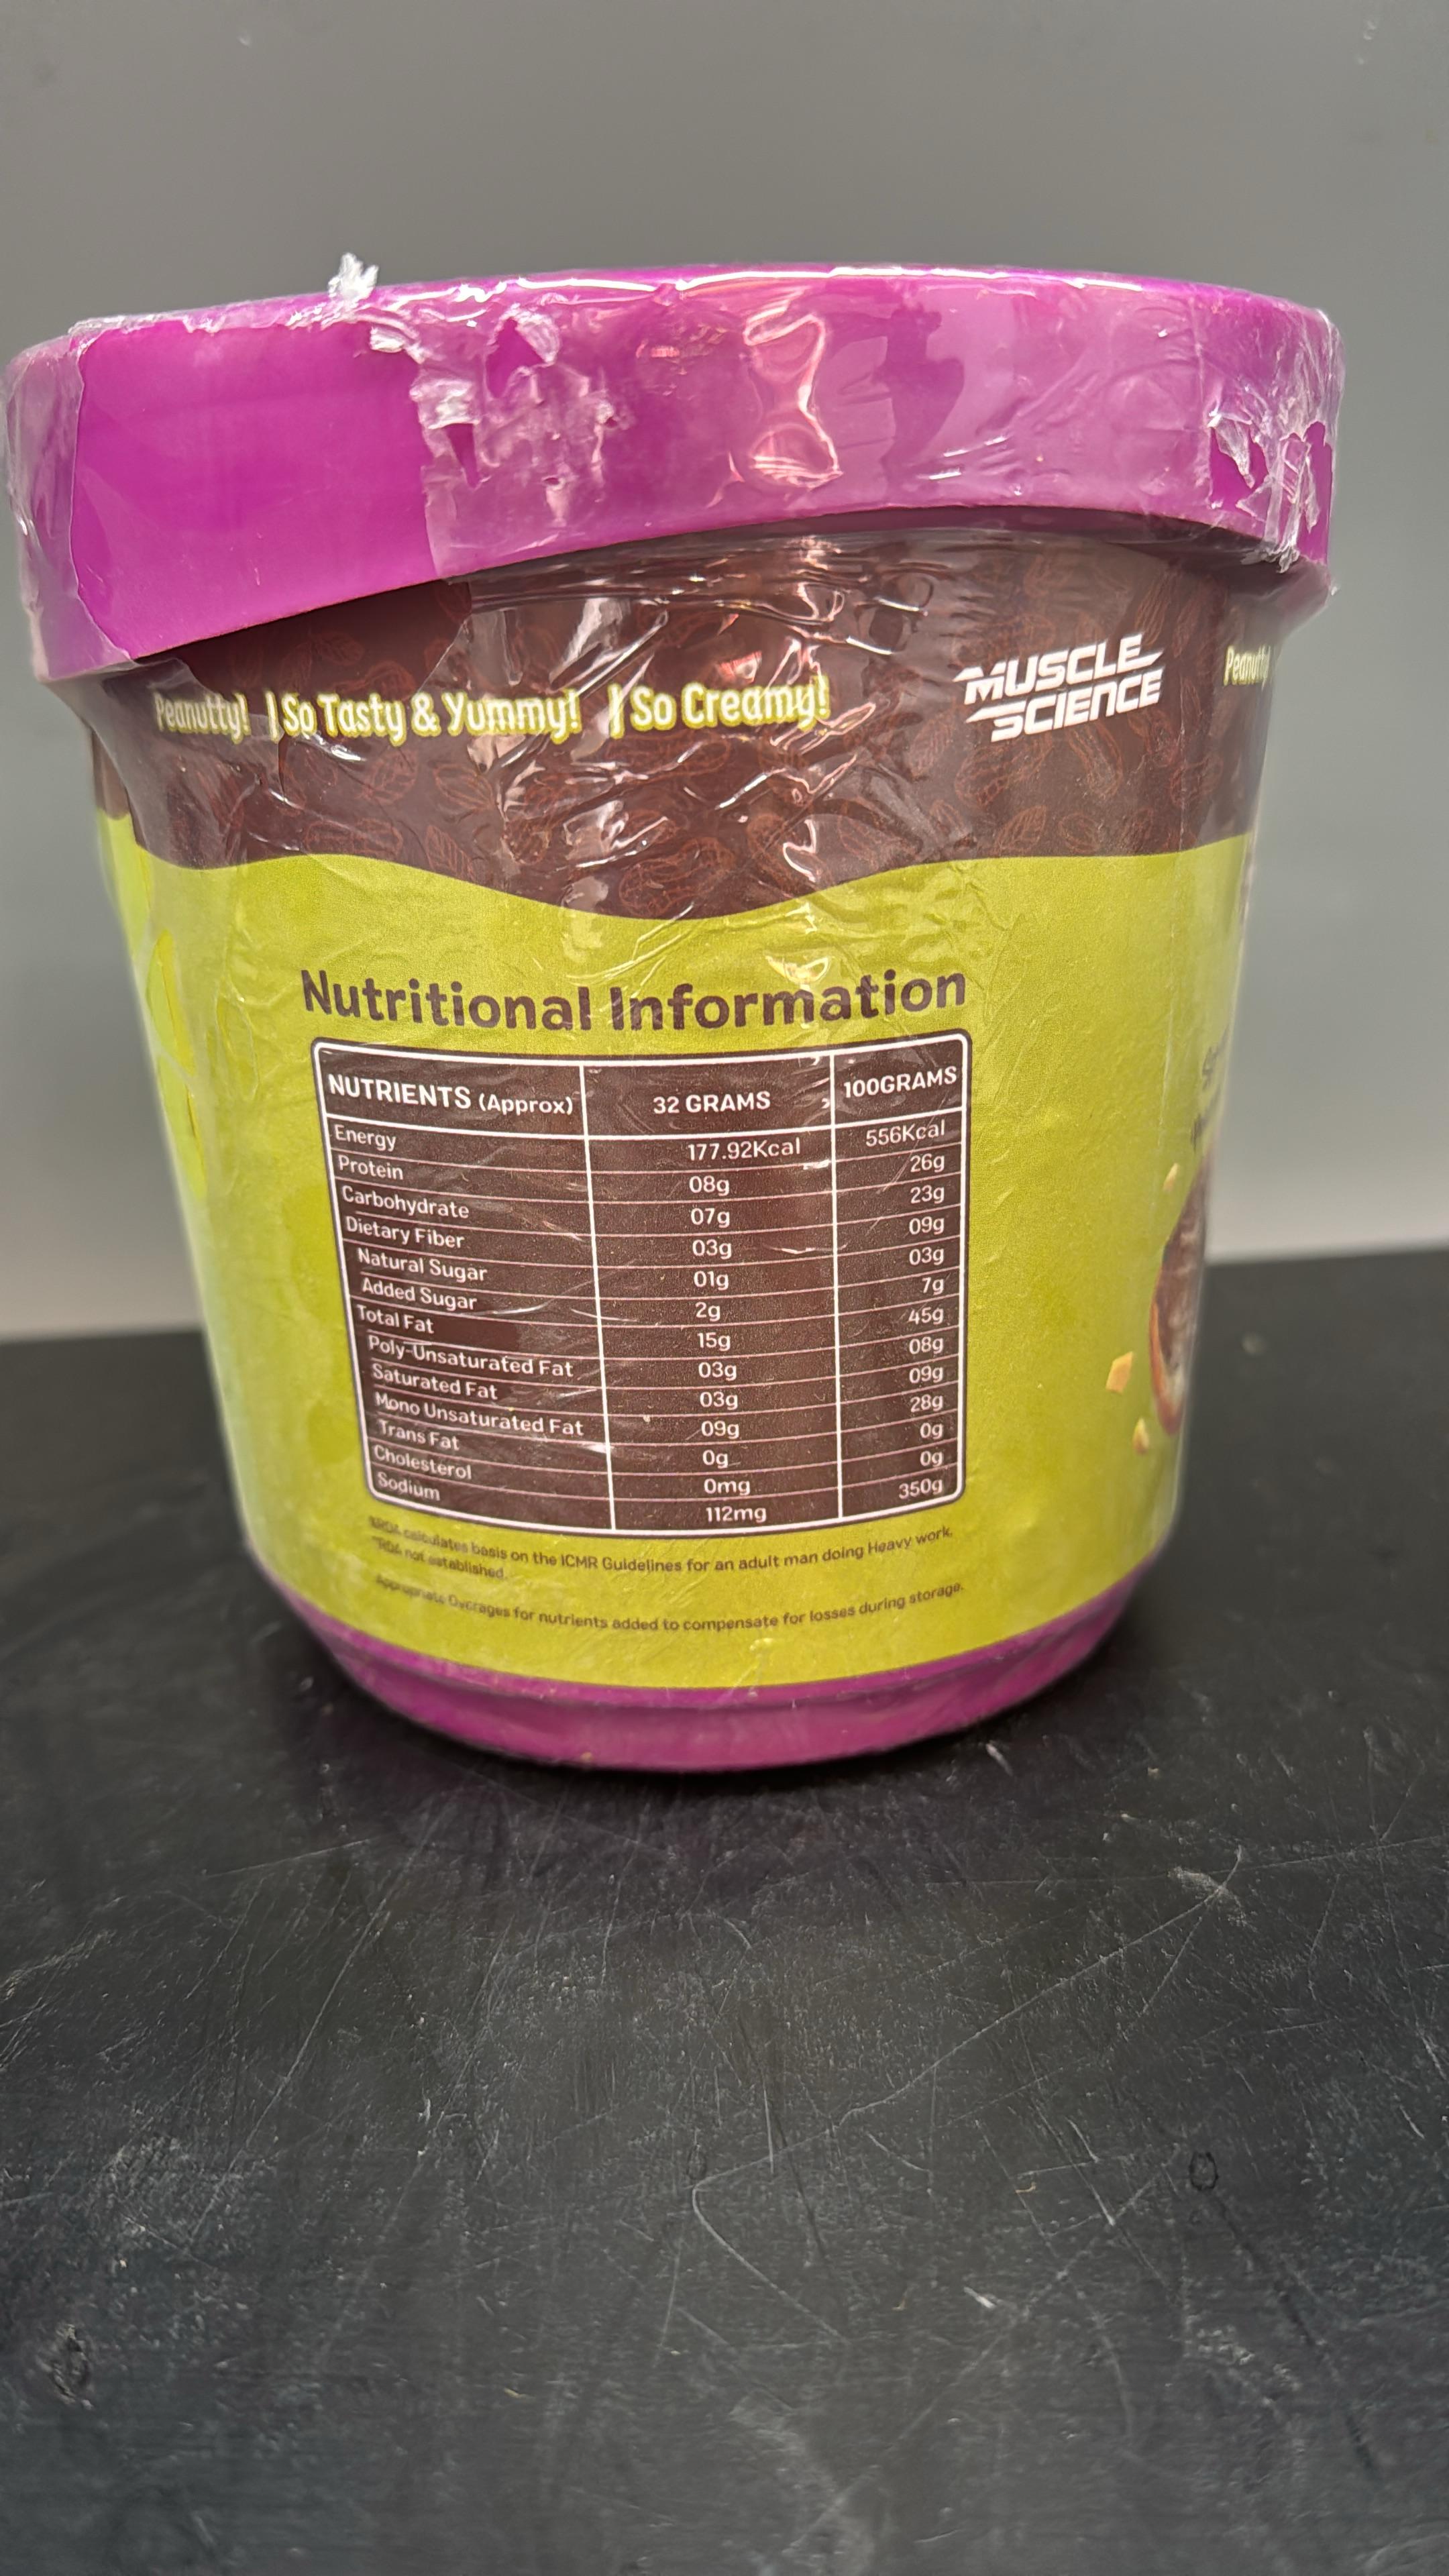 Peanutty! | So Tasty & Yummy! | So Creamy!
MUSCLE
SCIENCE
Peanutty
Nutritional Information
NUTRIENTS (Approx) 32 GRAMS 100GRAMS
Energy 177.92Kcal 556Kcal
Protein 08g 26g
Carbohydrate 07g 23g
Dietary Fiber 03g 09g
Natural Sugar 01g 03g
Added Sugar 2g 7g
Total Fat 15g 45g
Poly-Unsaturated Fat 03g 08g
Saturated Fat 03g 09g
Mono Unsaturated Fat 09g 28g
Trans Fat 0g 0g
Cholesterol 0mg 0g
Sodium 112mg 350g
calculates basis on the ICMR Guidelines for an adult man doing Heavy work.
**RDA not established.
Appropriate Overages for nutrients added to compensate for losses during storage.